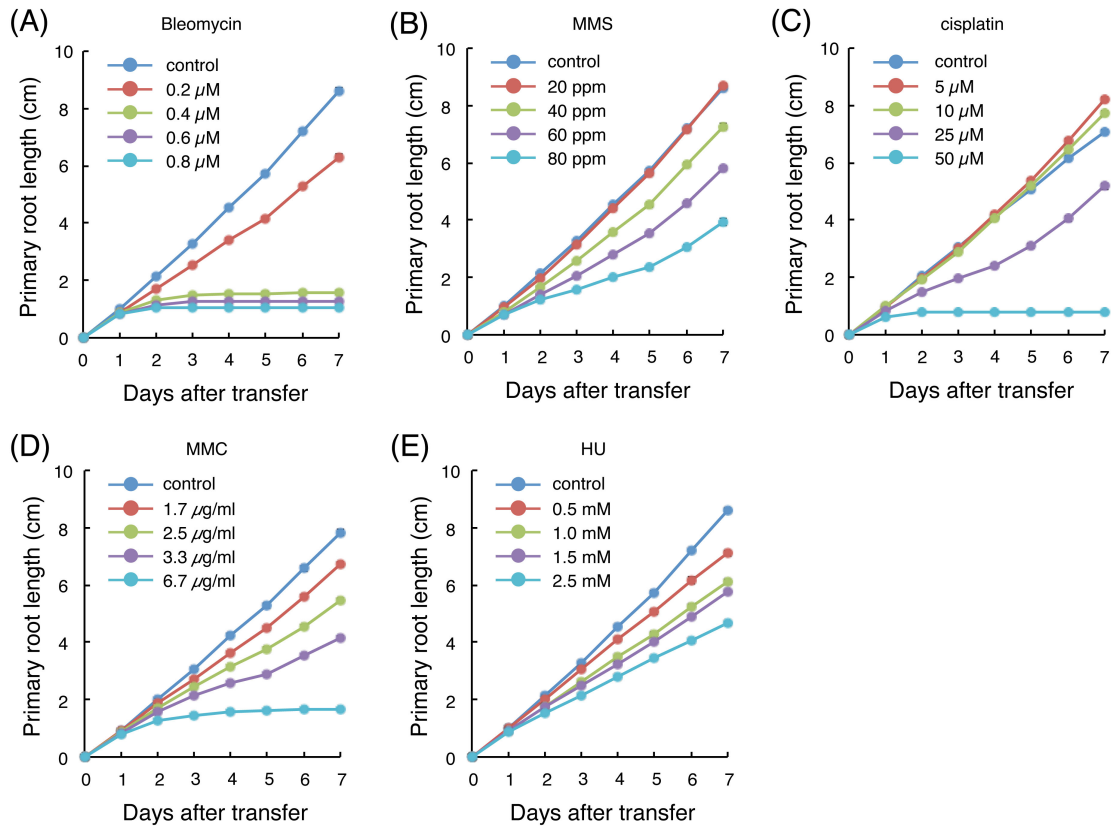 (A)
Bleomycin
10
8
6
4
2
0
control
0.2 µM
0.4 µM
0.6 µM
0.8 µM
Primary root length (cm)
0 1 2 3 4 5 6 7
Days after transfer
(B)
MMS
10
8
6
4
2
0
control
20 ppm
40 ppm
60 ppm
80 ppm
Primary root length (cm)
0 1 2 3 4 5 6 7
Days after transfer
(C)
cisplatin
10
8
6
4
2
0
control
5 µM
10 µM
25 µM
50 µM
Primary root length (cm)
0 1 2 3 4 5 6 7
Days after transfer
(D)
MMC
10
8
6
4
2
0
control
1.7 µg/ml
2.5 µg/ml
3.3 µg/ml
6.7 µg/ml
Primary root length (cm)
0 1 2 3 4 5 6 7
Days after transfer
(E)
HU
10
8
6
4
2
0
control
0.5 mM
1.0 mM
1.5 mM
2.5 mM
Primary root length (cm)
0 1 2 3 4 5 6 7
Days after transfer